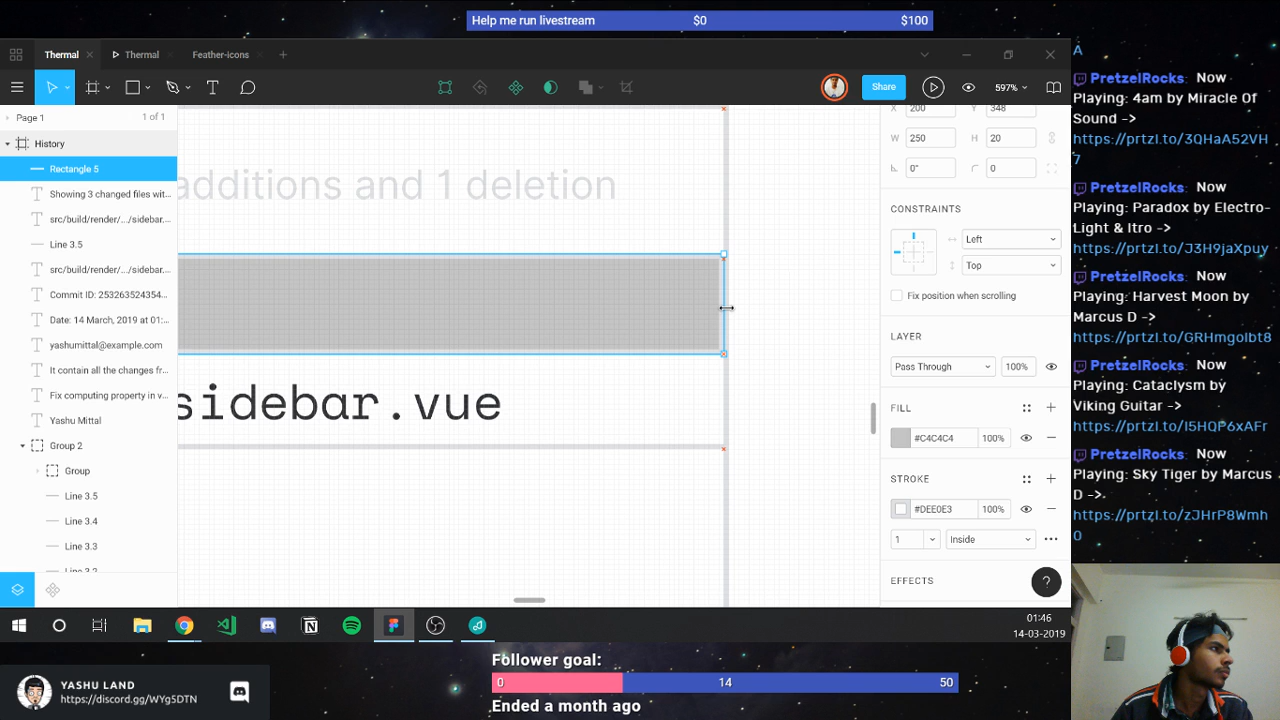 Help me run livestream $0 $100
Thermal
Thermal
Feather-icons
Share
597%
Page 1
1 of 1
History
Rectangle 5
Showing 3 changed files wit...
src/build/render/.../sidebar...
Line 3.5
src/build/render/.../sidebar...
Commit ID: 253263524354...
Date: 14 March, 2019 at 01:...
yashumittal@example.com
It contain all the changes fr...
Fix computing property in v...
Yashu Mittal
Group 2
Group
Line 3.5
Line 3.4
Line 3.3
Line 3.2
additions and 1 deletion
sidebar.vue
X 200 Y 348
W 250 H 20
0° 0
CONSTRAINTS
Left
Top
Fix position when scrolling
LAYER
Pass Through 100%
FILL
#C4C4C4 100%
STROKE
#DEE0E3 100%
1 Inside
EFFECTS
?
A
PretzelRocks: Now
Playing: 4am by Miracle Of
Sound ->
https://prtzl.to/3QHaA52VH
7
PretzelRocks: Now
Playing: Paradox by Electro-
Light & Itro ->
https://prtzl.to/J3H9jaXpuy
PretzelRocks: Now
Playing: Harvest Moon by
Marcus D ->
https://prtzl.to/GRHmgolbt8
PretzelRocks: Now
Playing: Cataclysm by
Viking Guitar ->
https://prtzl.to/I5HQP6xAFr
PretzelRocks: Now
Playing: Sky Tiger by Marcus
D ->
https://prtzl.to/zJHrP8Wmh
0
01:46
14-03-2019
YASHU LAND
https://discord.gg/WYg5DTN
Follower goal:
0 14 50
Ended a month ago